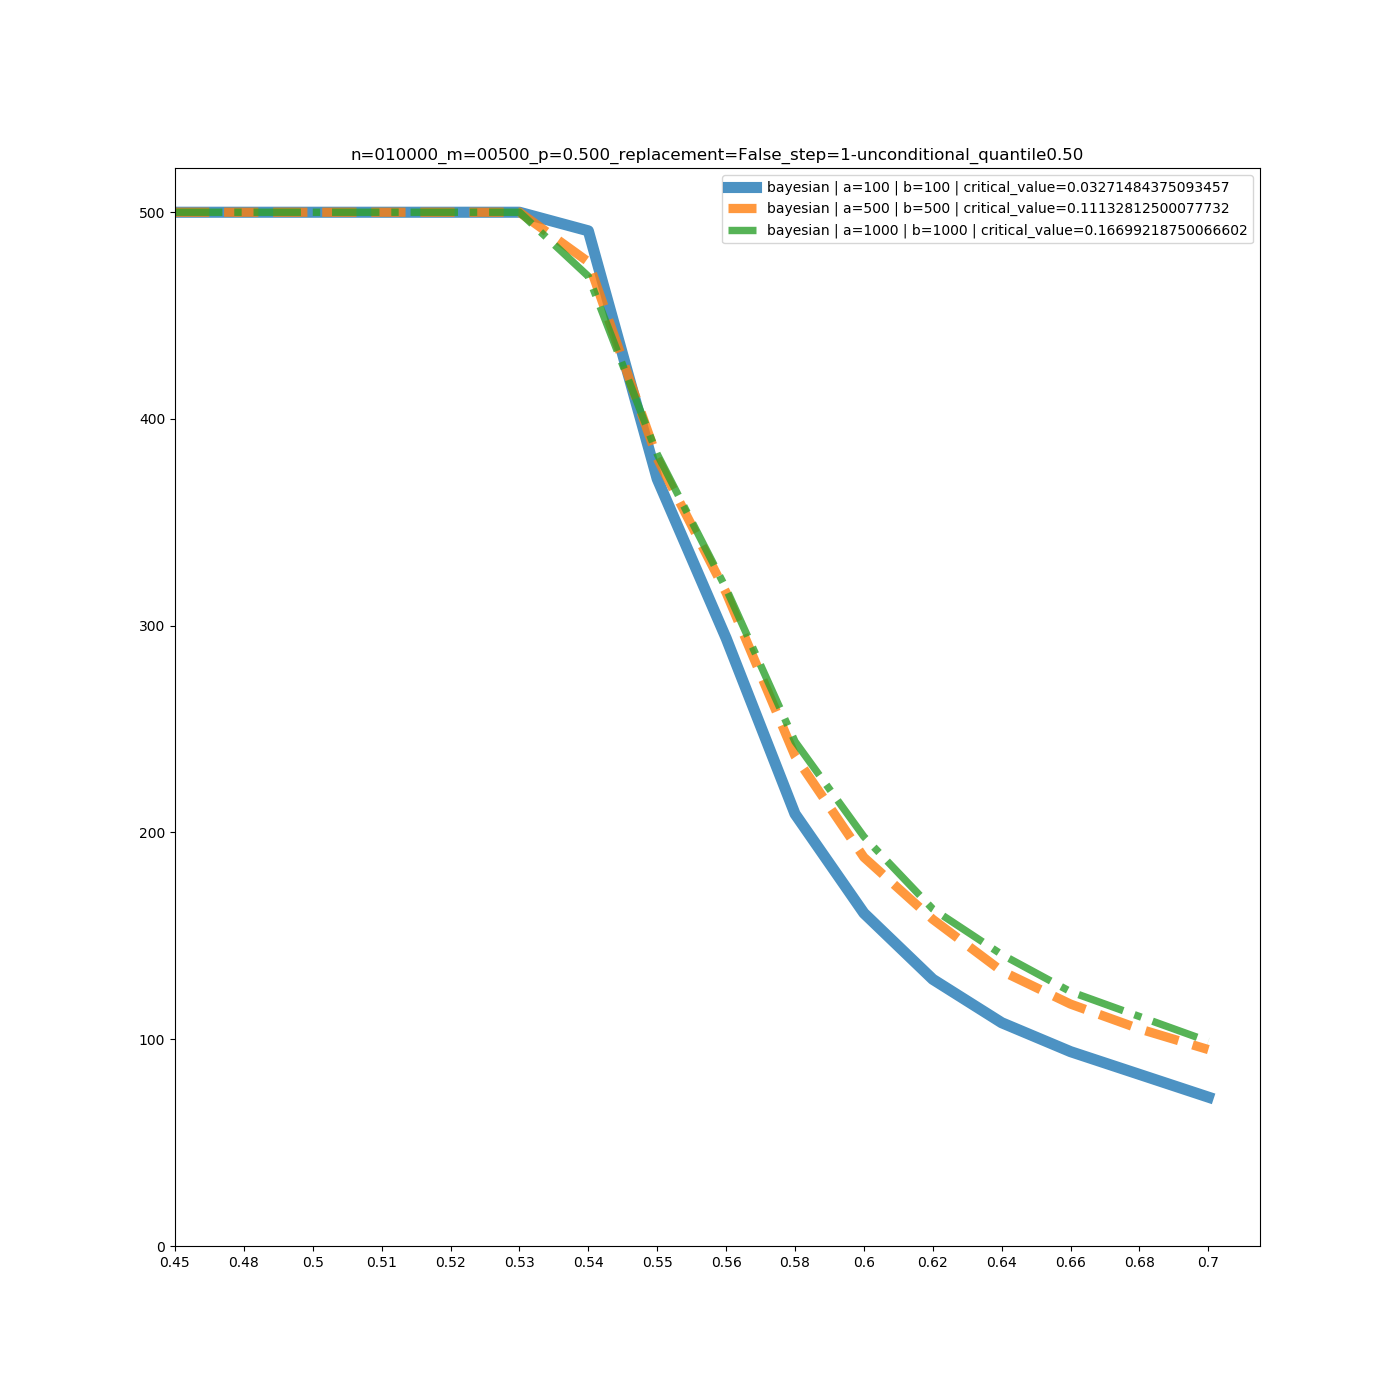 n=010000_m=00500_p=0.500_replacement=False_step=1-unconditional_quantile0.50
bayesian | a=100 | b=100 | critical_value=0.03271484375093457
bayesian | a=500 | b=500 | critical_value=0.11132812500077732
bayesian | a=1000 | b=1000 | critical_value=0.16699218750066602
500
400
300
200
100
0
0.45 0.48 0.5 0.51 0.52 0.53 0.54 0.55 0.56 0.58 0.6 0.62 0.64 0.66 0.68 0.7